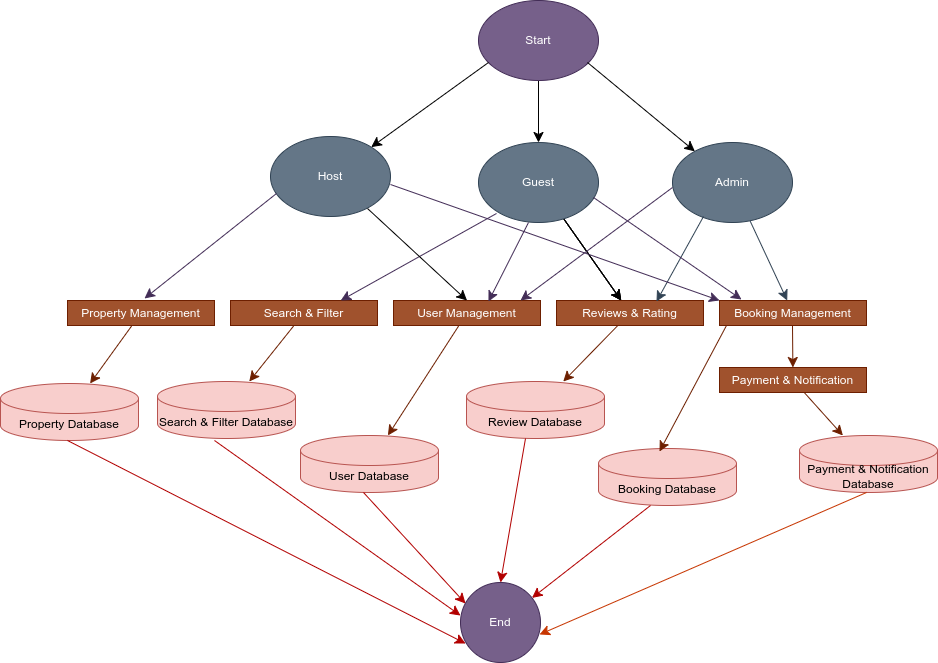 Start
Host
Guest
Admin
Property Management
Search & Filter
User Management
Reviews & Rating
Booking Management
Payment & Notification
Property Database
Search & Filter Database
Review Database
User Database
Booking Database
Payment & Notification
Database
End